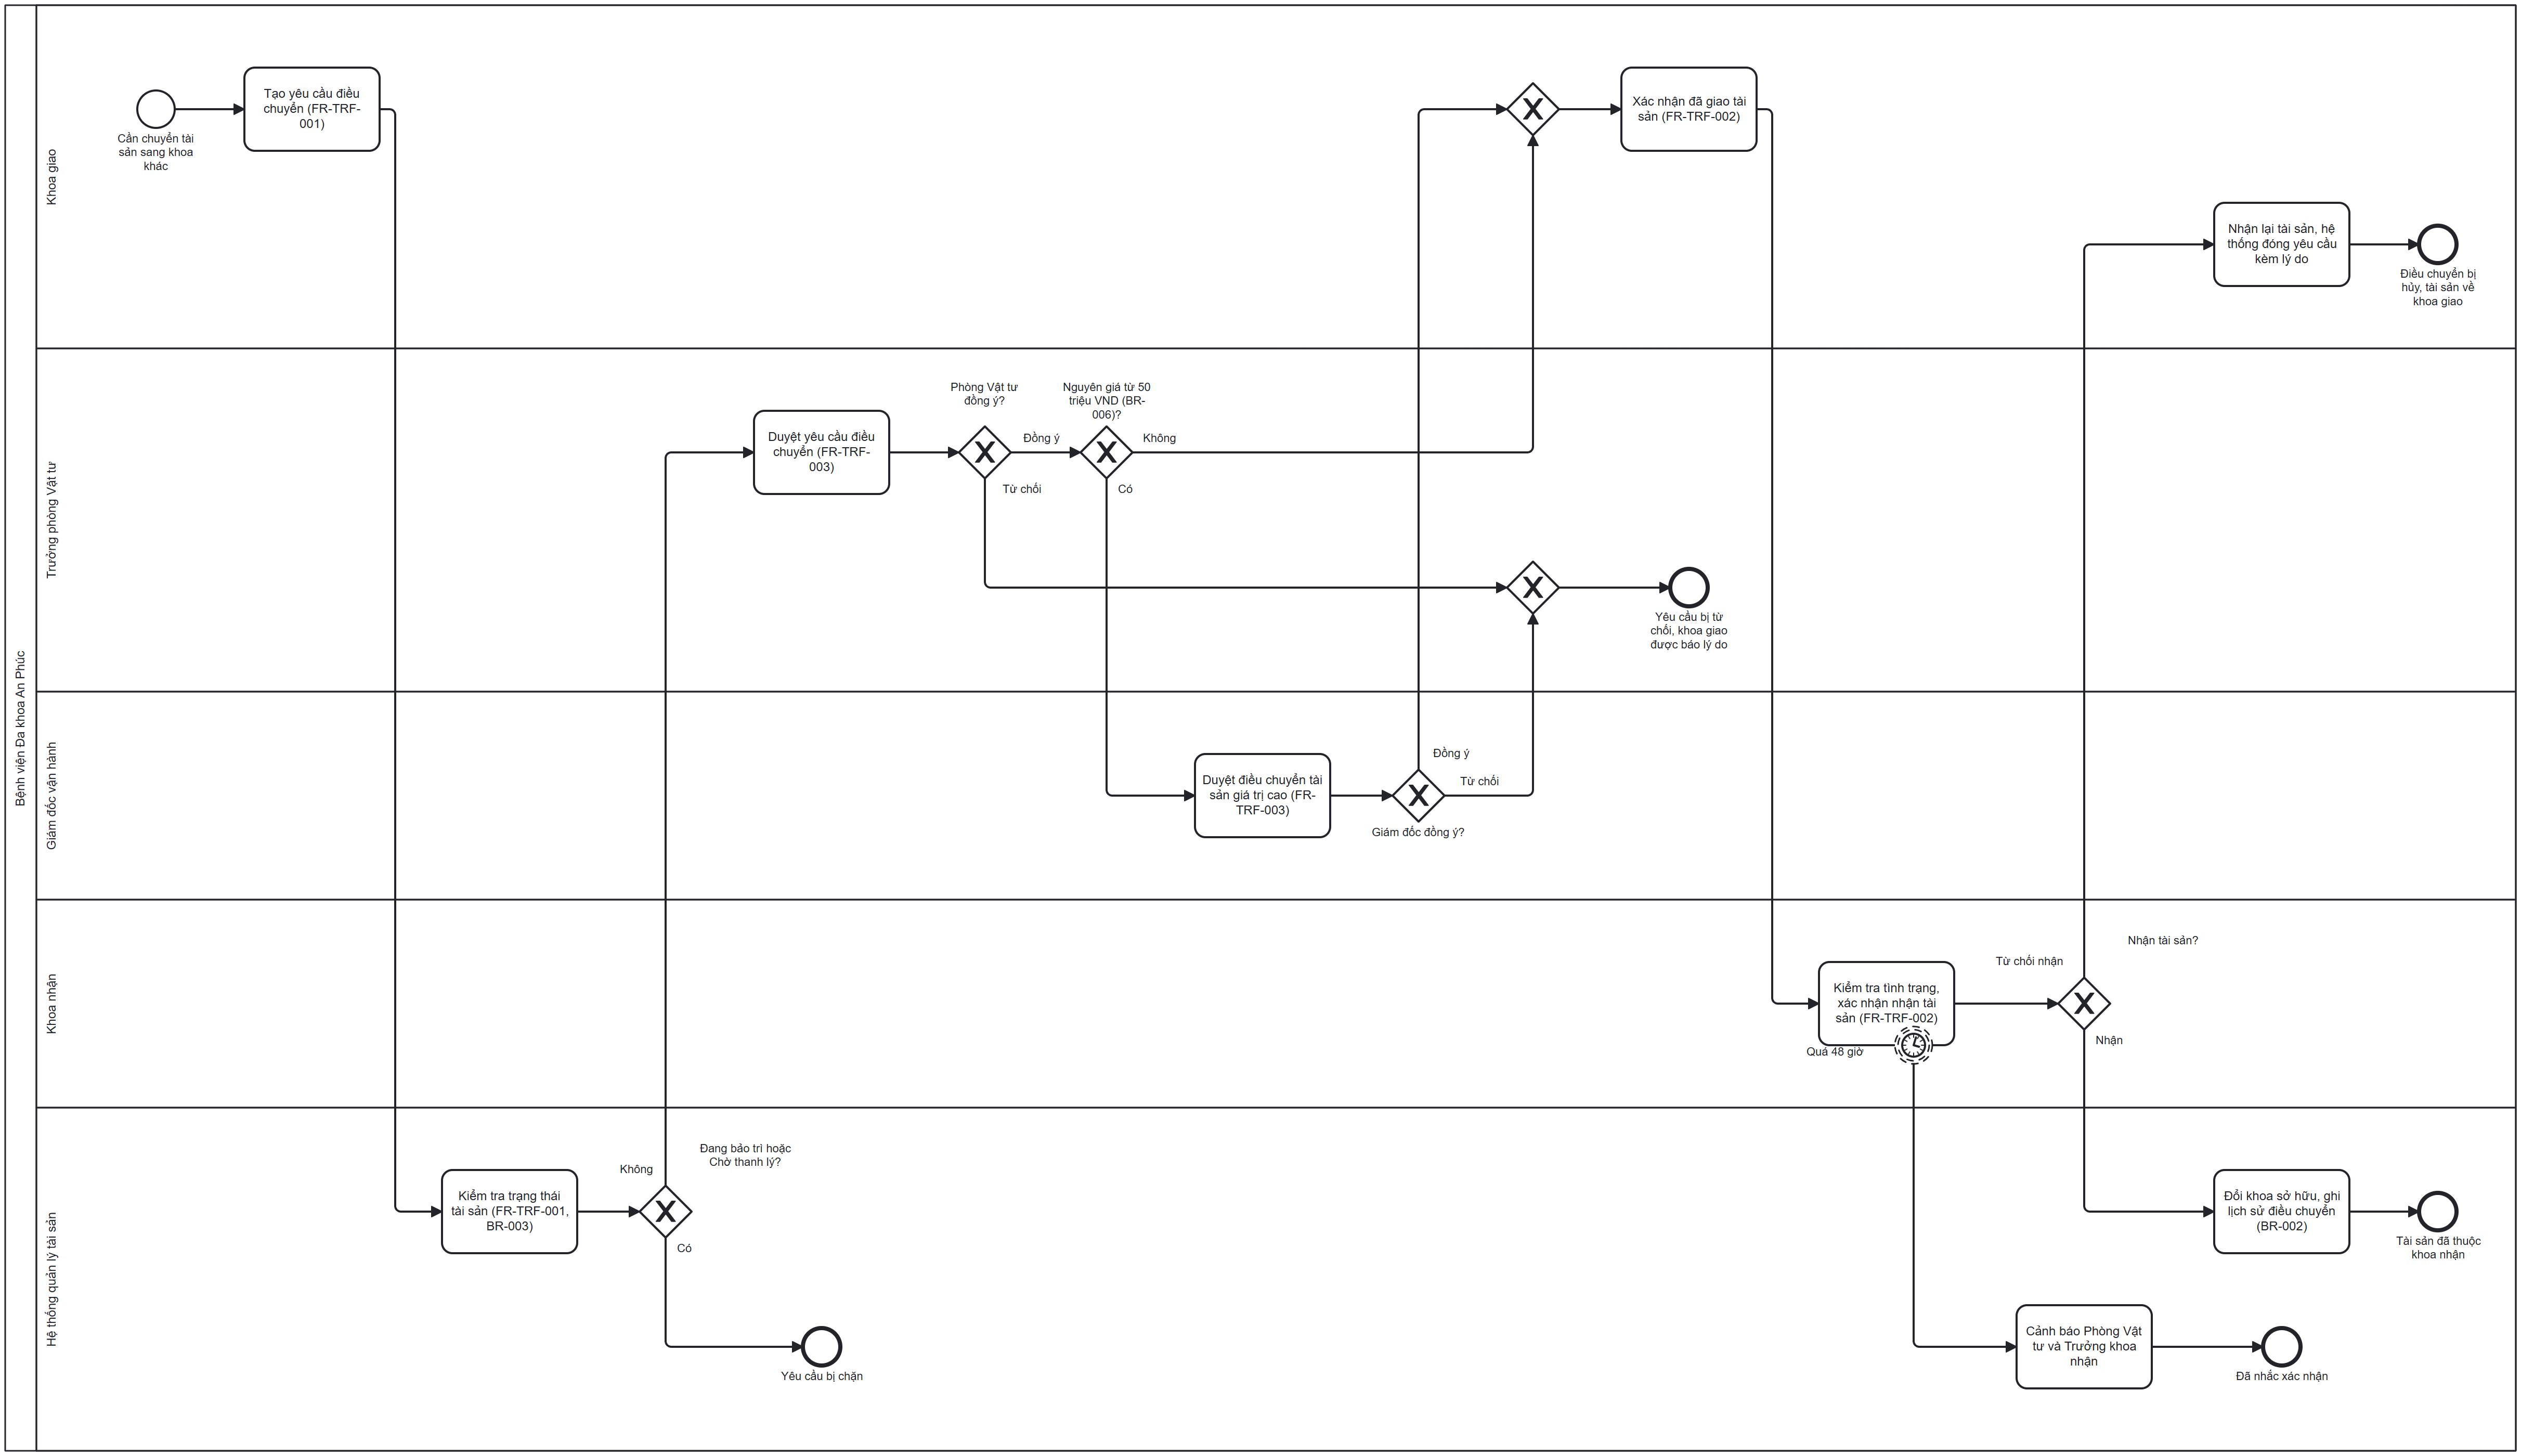 Bệnh viện Đa khoa An Phúc
Khoa giao
Cần chuyển tài
sản sang khoa
khác
Tạo yêu cầu điều
chuyển (FR-TRF-
001)
Xác nhận đã giao tài
sản (FR-TRF-002)
Nhận lại tài sản, hệ
thống đóng yêu cầu
kèm lý do
Điều chuyển bị
hủy, tài sản về
khoa giao
Trưởng phòng Vật tư
Duyệt yêu cầu điều
chuyển (FR-TRF-
003)
Phòng Vật tư
đồng ý?
Đồng ý
Từ chối
Nguyên giá từ 50
triệu VND (BR-
006)?
Không
Có
Yêu cầu bị từ
chối, khoa giao
được báo lý do
Giám đốc vận hành
Duyệt điều chuyển tài
sản giá trị cao (FR-
TRF-003)
Đồng ý
Từ chối
Giám đốc đồng ý?
Khoa nhận
Kiểm tra tình trạng,
xác nhận nhận tài
sản (FR-TRF-002)
Quá 48 giờ
Từ chối nhận
Nhận tài sản?
Nhận
Hệ thống quản lý tài sản
Kiểm tra trạng thái
tài sản (FR-TRF-001,
BR-003)
Không
Đang bảo trì hoặc
Chờ thanh lý?
Có
Yêu cầu bị chặn
Đổi khoa sở hữu, ghi
lịch sử điều chuyển
(BR-002)
Tài sản đã thuộc
khoa nhận
Cảnh báo Phòng Vật
tư và Trưởng khoa
nhận
Đã nhắc xác nhận